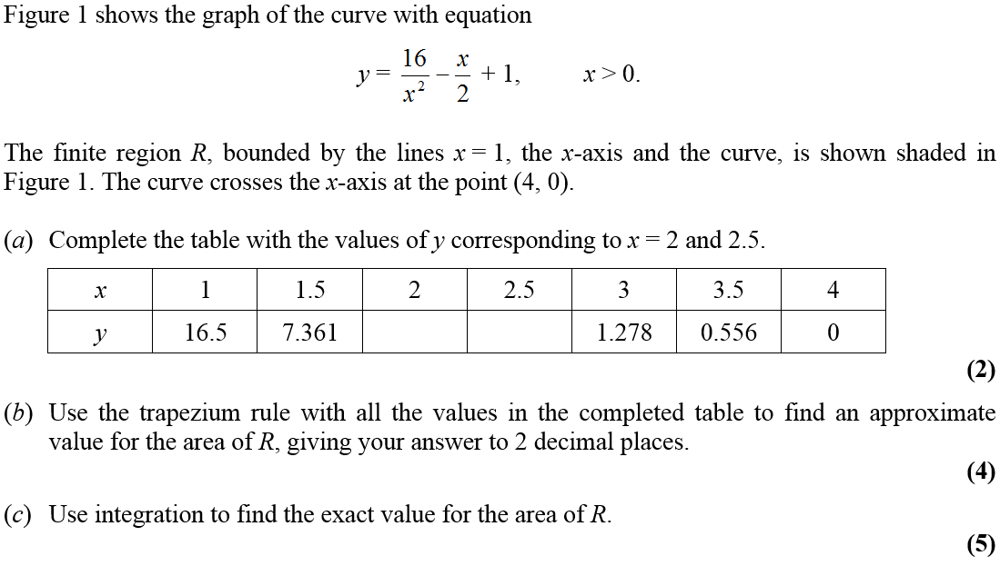 Figure 1 shows the graph of the curve with equation
y = 16/x² − x/2 + 1, x > 0.
The finite region R, bounded by the lines x = 1, the x-axis and the curve, is shown shaded in
Figure 1. The curve crosses the x-axis at the point (4, 0).
(a) Complete the table with the values of y corresponding to x = 2 and 2.5.
x 1 1.5 2 2.5 3 3.5 4
y 16.5 7.361 1.278 0.556 0
(2)
(b) Use the trapezium rule with all the values in the completed table to find an approximate
value for the area of R, giving your answer to 2 decimal places.
(4)
(c) Use integration to find the exact value for the area of R.
(5)